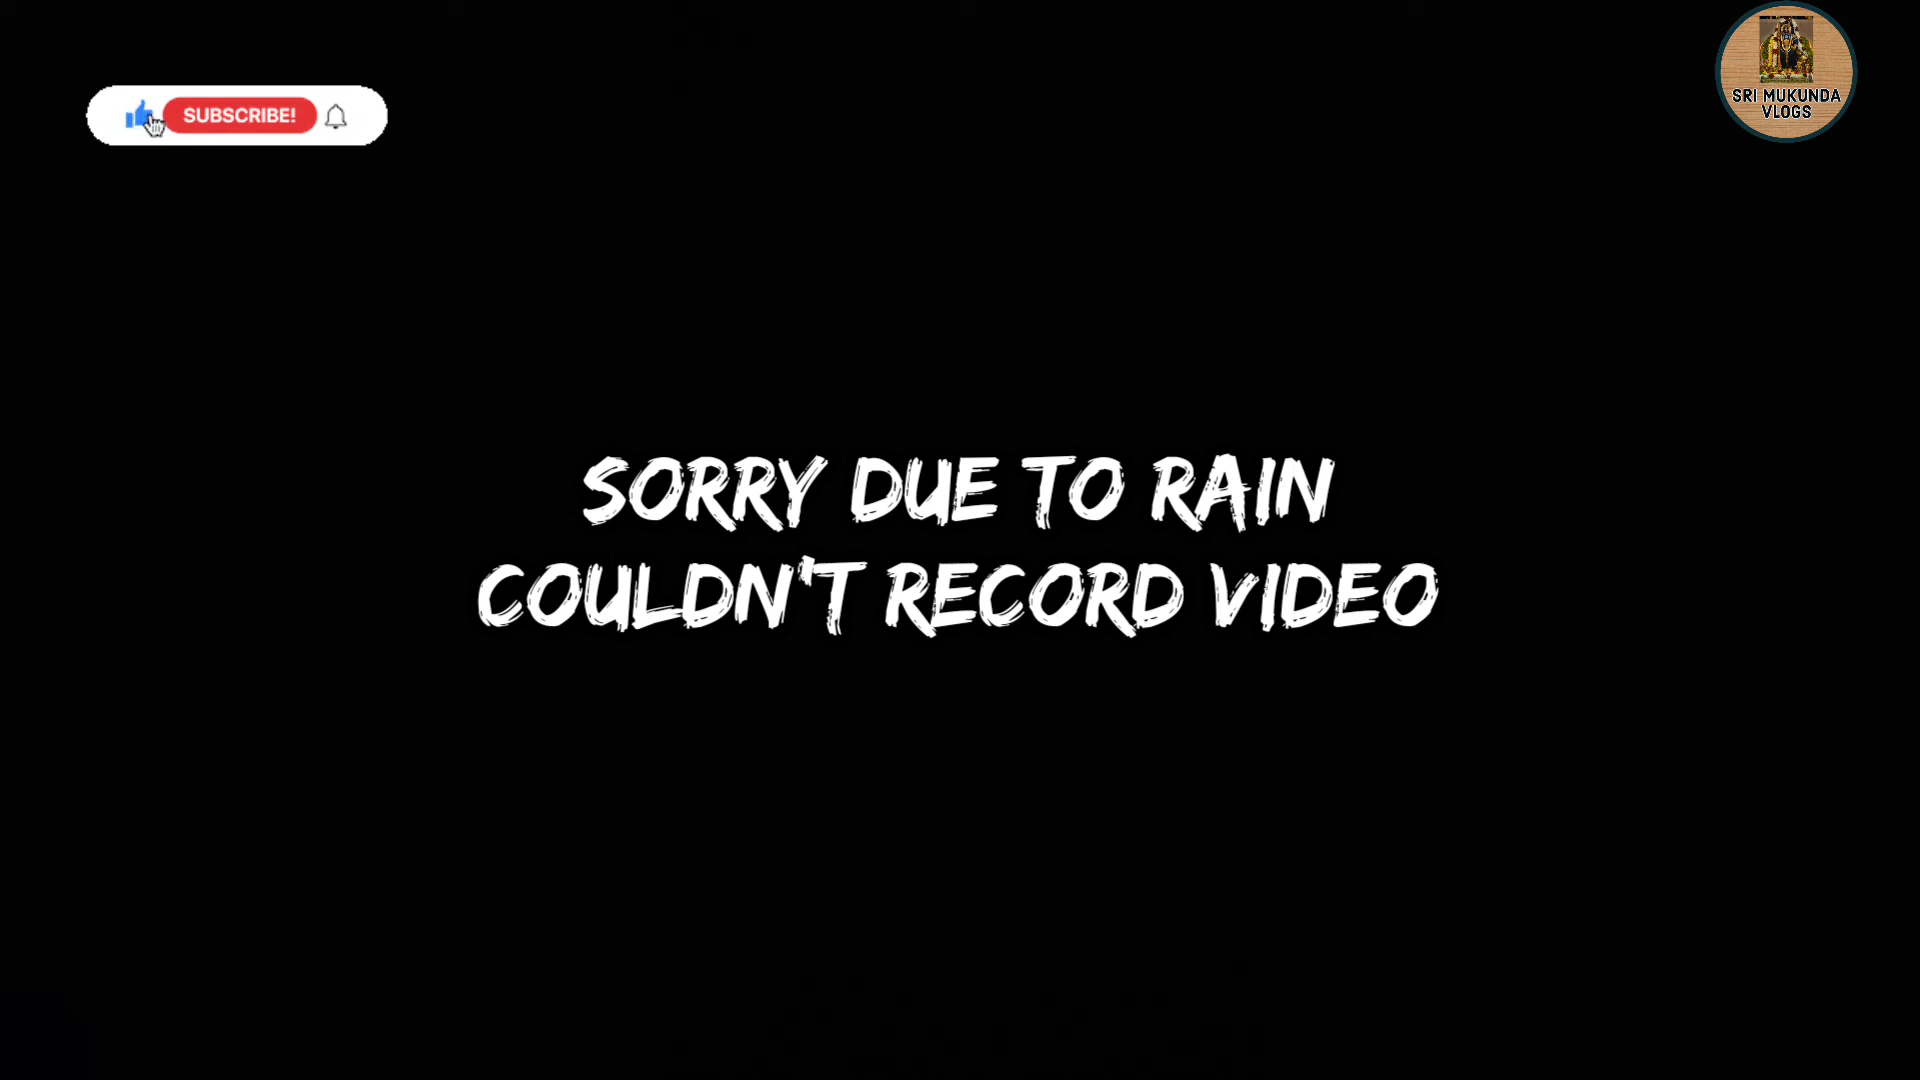 SUBSCRIBE!
SRI MUKUNDA
VLOGS
SORRY DUE TO RAIN
COULDN'T RECORD VIDEO